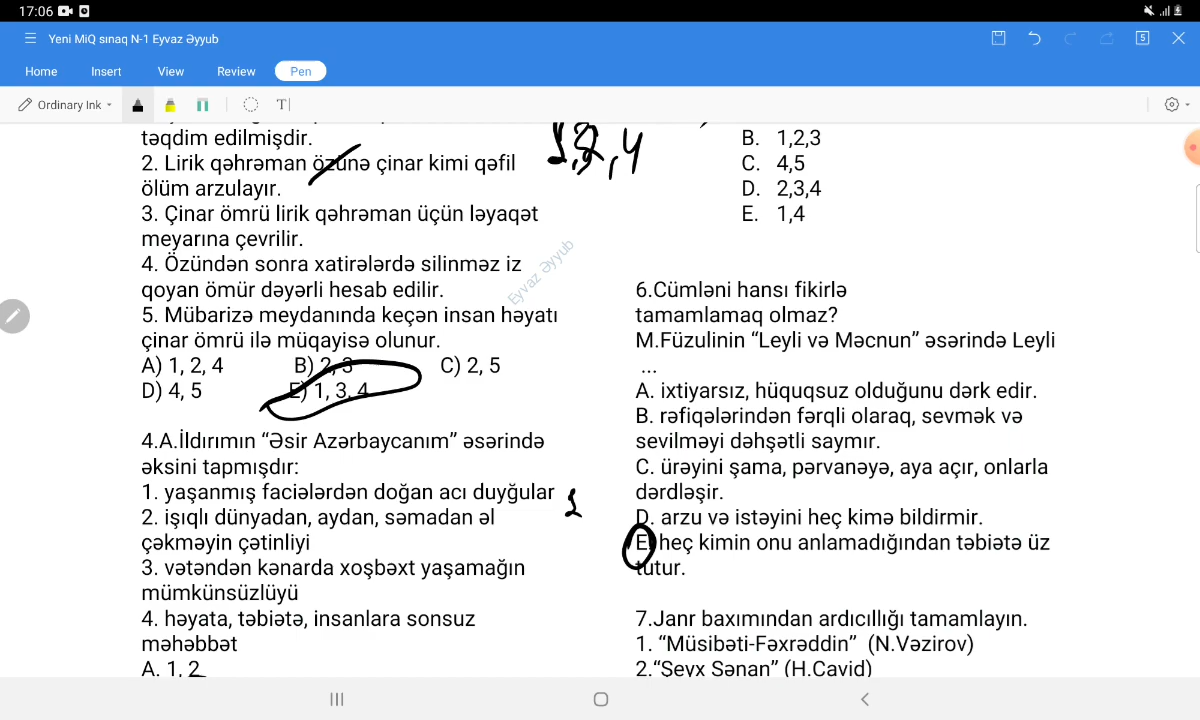 17:06
Yeni MiQ sınaq N-1 Eyvaz Əyyub
5
Home Insert View Review Pen
Ordinary Ink
T|
təqdim edilmişdir.
2. Lirik qəhrəman özünə çinar kimi qəfil
ölüm arzulayır.
3. Çinar ömrü lirik qəhrəman üçün ləyaqət
meyarına çevrilir.
4. Özündən sonra xatirələrdə silinməz iz
qoyan ömür dəyərli hesab edilir.
5. Mübarizə meydanında keçən insan həyatı
çinar ömrü ilə müqayisə olunur.
A) 1, 2, 4 B) 2, 3 C) 2, 5
D) 4, 5 E) 1, 3, 4
4.A.İldırımın “Əsir Azərbaycanım” əsərində
əksini tapmışdır:
1. yaşanmış faciələrdən doğan acı duyğular
2. işıqlı dünyadan, aydan, səmadan əl
çəkməyin çətinliyi
3. vətəndən kənarda xoşbəxt yaşamağın
mümkünsüzlüyü
4. həyata, təbiətə, insanlara sonsuz
məhəbbət
A. 1, 2
1
Eyvaz Əyyub
B. 1,2,3
C. 4,5
D. 2,3,4
E. 1,4
6.Cümləni hansı fikirlə
tamamlamaq olmaz?
M.Füzulinin “Leyli və Məcnun” əsərində Leyli
...
A. ixtiyarsız, hüquqsuz olduğunu dərk edir.
B. rəfiqələrindən fərqli olaraq, sevmək və
sevilməyi dəhşətli saymır.
C. ürəyini şama, pərvanəyə, aya açır, onlarla
dərdləşir.
D. arzu və istəyini heç kimə bildirmir.
E. heç kimin onu anlamadığından təbiətə üz
tutur.
7.Janr baxımından ardıcıllığı tamamlayın.
1. “Müsibəti-Fəxrəddin” (N.Vəzirov)
2.“Şeyx Sənan” (H.Cavid)